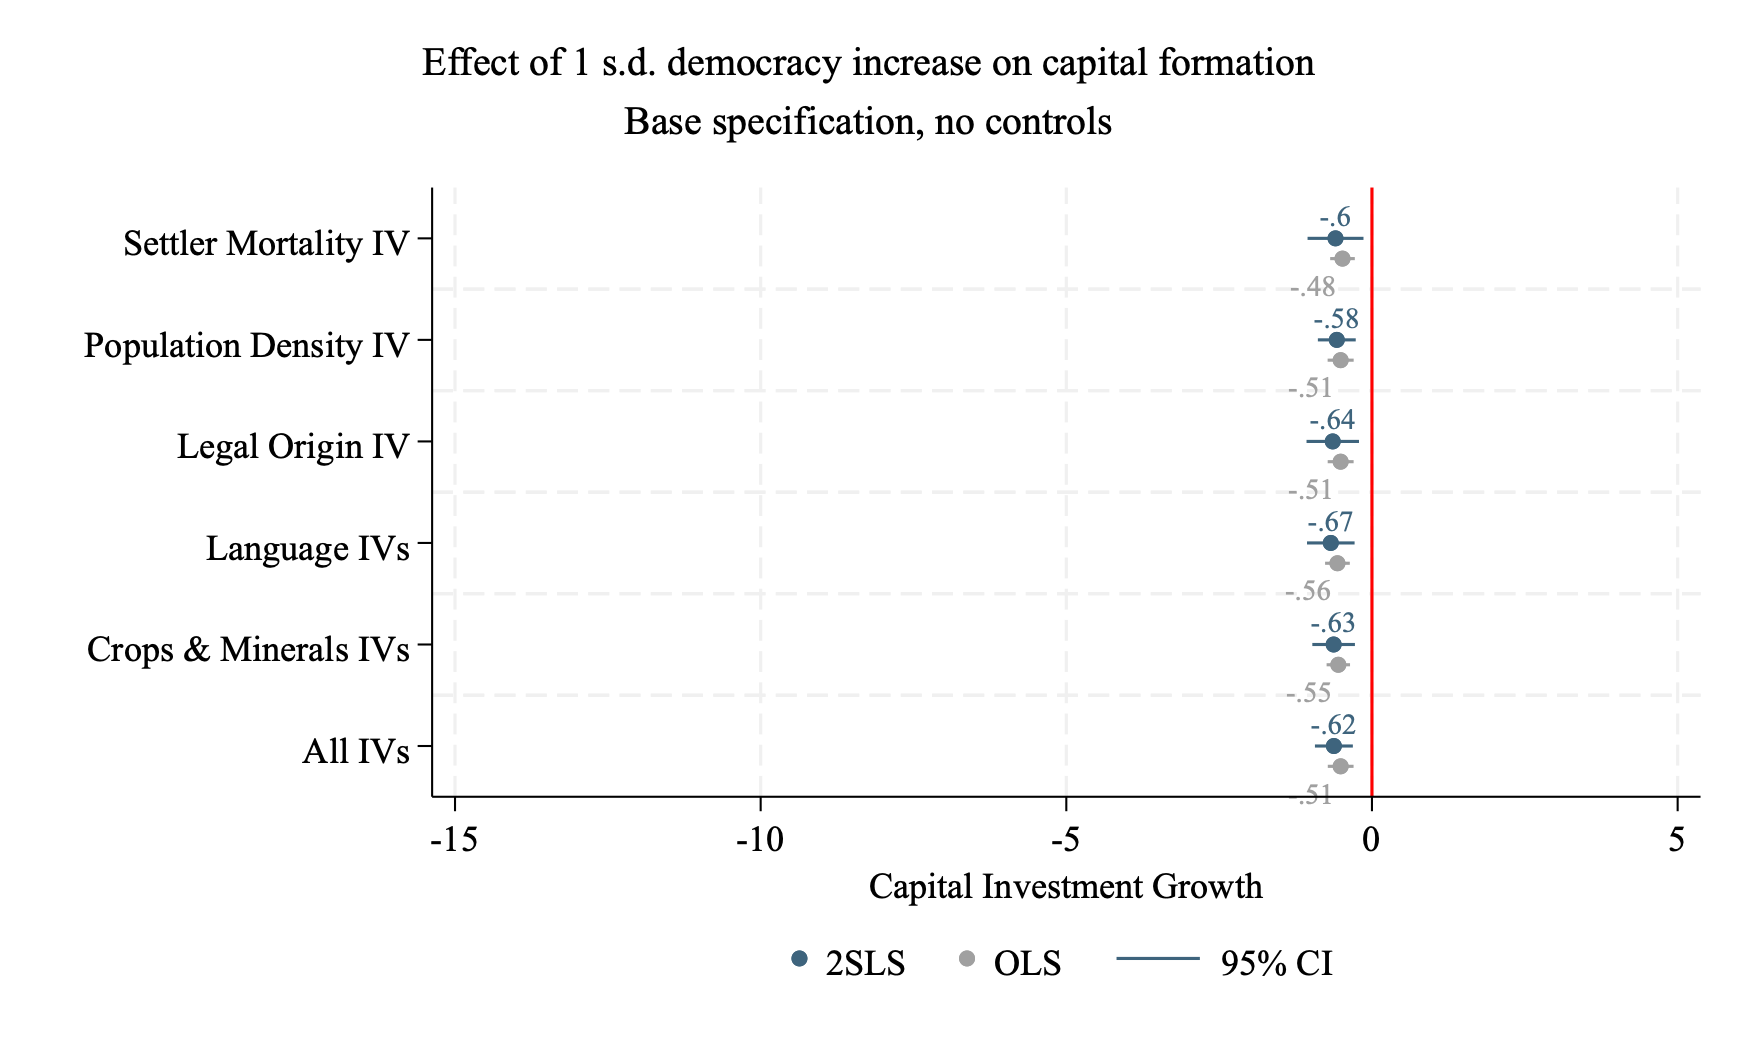 Effect of 1 s.d. democracy increase on capital formation
Base specification, no controls
Settler Mortality IV
-.6
-.48
Population Density IV
-.58
-.51
Legal Origin IV
-.64
-.51
Language IVs
-.67
-.56
Crops & Minerals IVs
-.63
-.55
All IVs
-.62
-.51
-15 -10 -5 0 5
Capital Investment Growth
2SLS OLS 95% CI